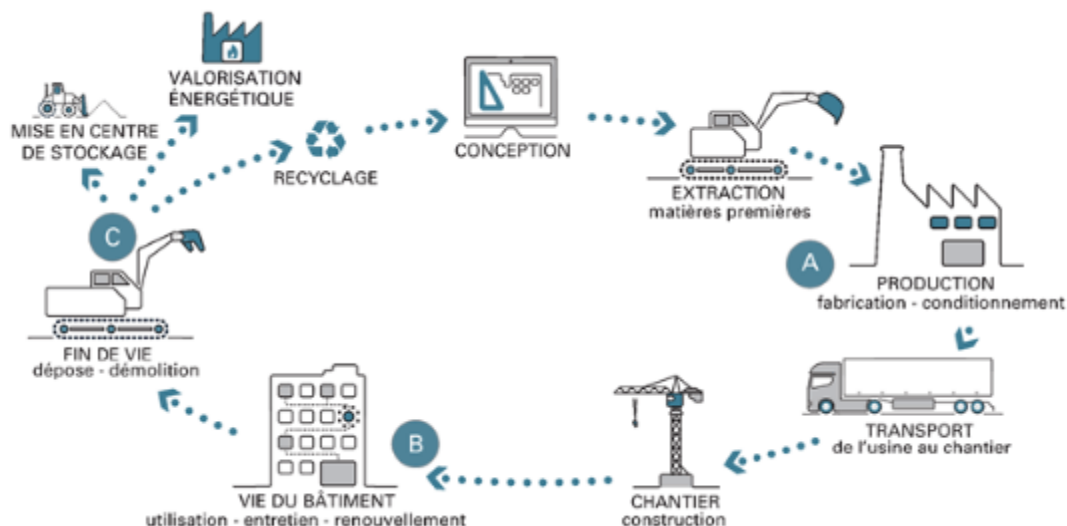 VALORISATION
ÉNERGÉTIQUE
MISE EN CENTRE
DE STOCKAGE
RECYCLAGE
CONCEPTION
EXTRACTION
matières premières
C
A
PRODUCTION
fabrication - conditionnement
FIN DE VIE
dépose - démolition
TRANSPORT
de l'usine au chantier
B
VIE DU BÂTIMENT
utilisation - entretien - renouvellement
CHANTIER
construction